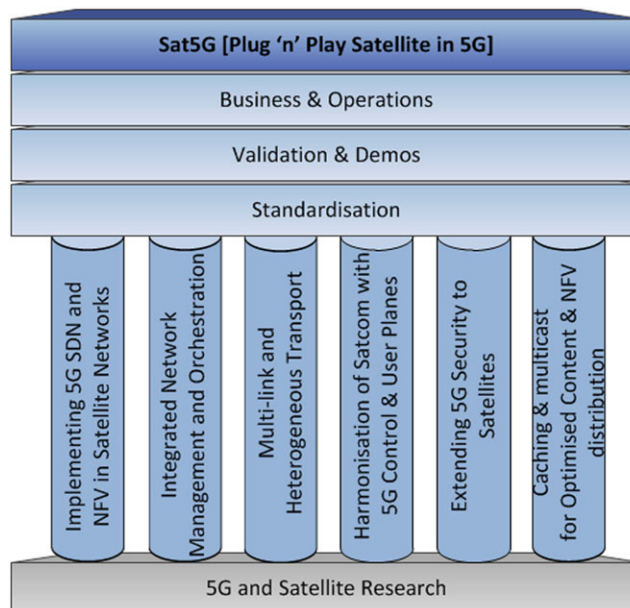 Sat5G [Plug ‘n’ Play Satellite in 5G]
Business & Operations
Validation & Demos
Standardisation
Implementing 5G SDN and
NFV in Satellite Networks
Integrated Network
Management and Orchestration
Multi-link and
Heterogeneous Transport
Harmonisation of Satcom with
5G Control & User Planes
Extending 5G Security to
Satellites
Caching & multicast
for Optimised Content & NFV
distribution
5G and Satellite Research